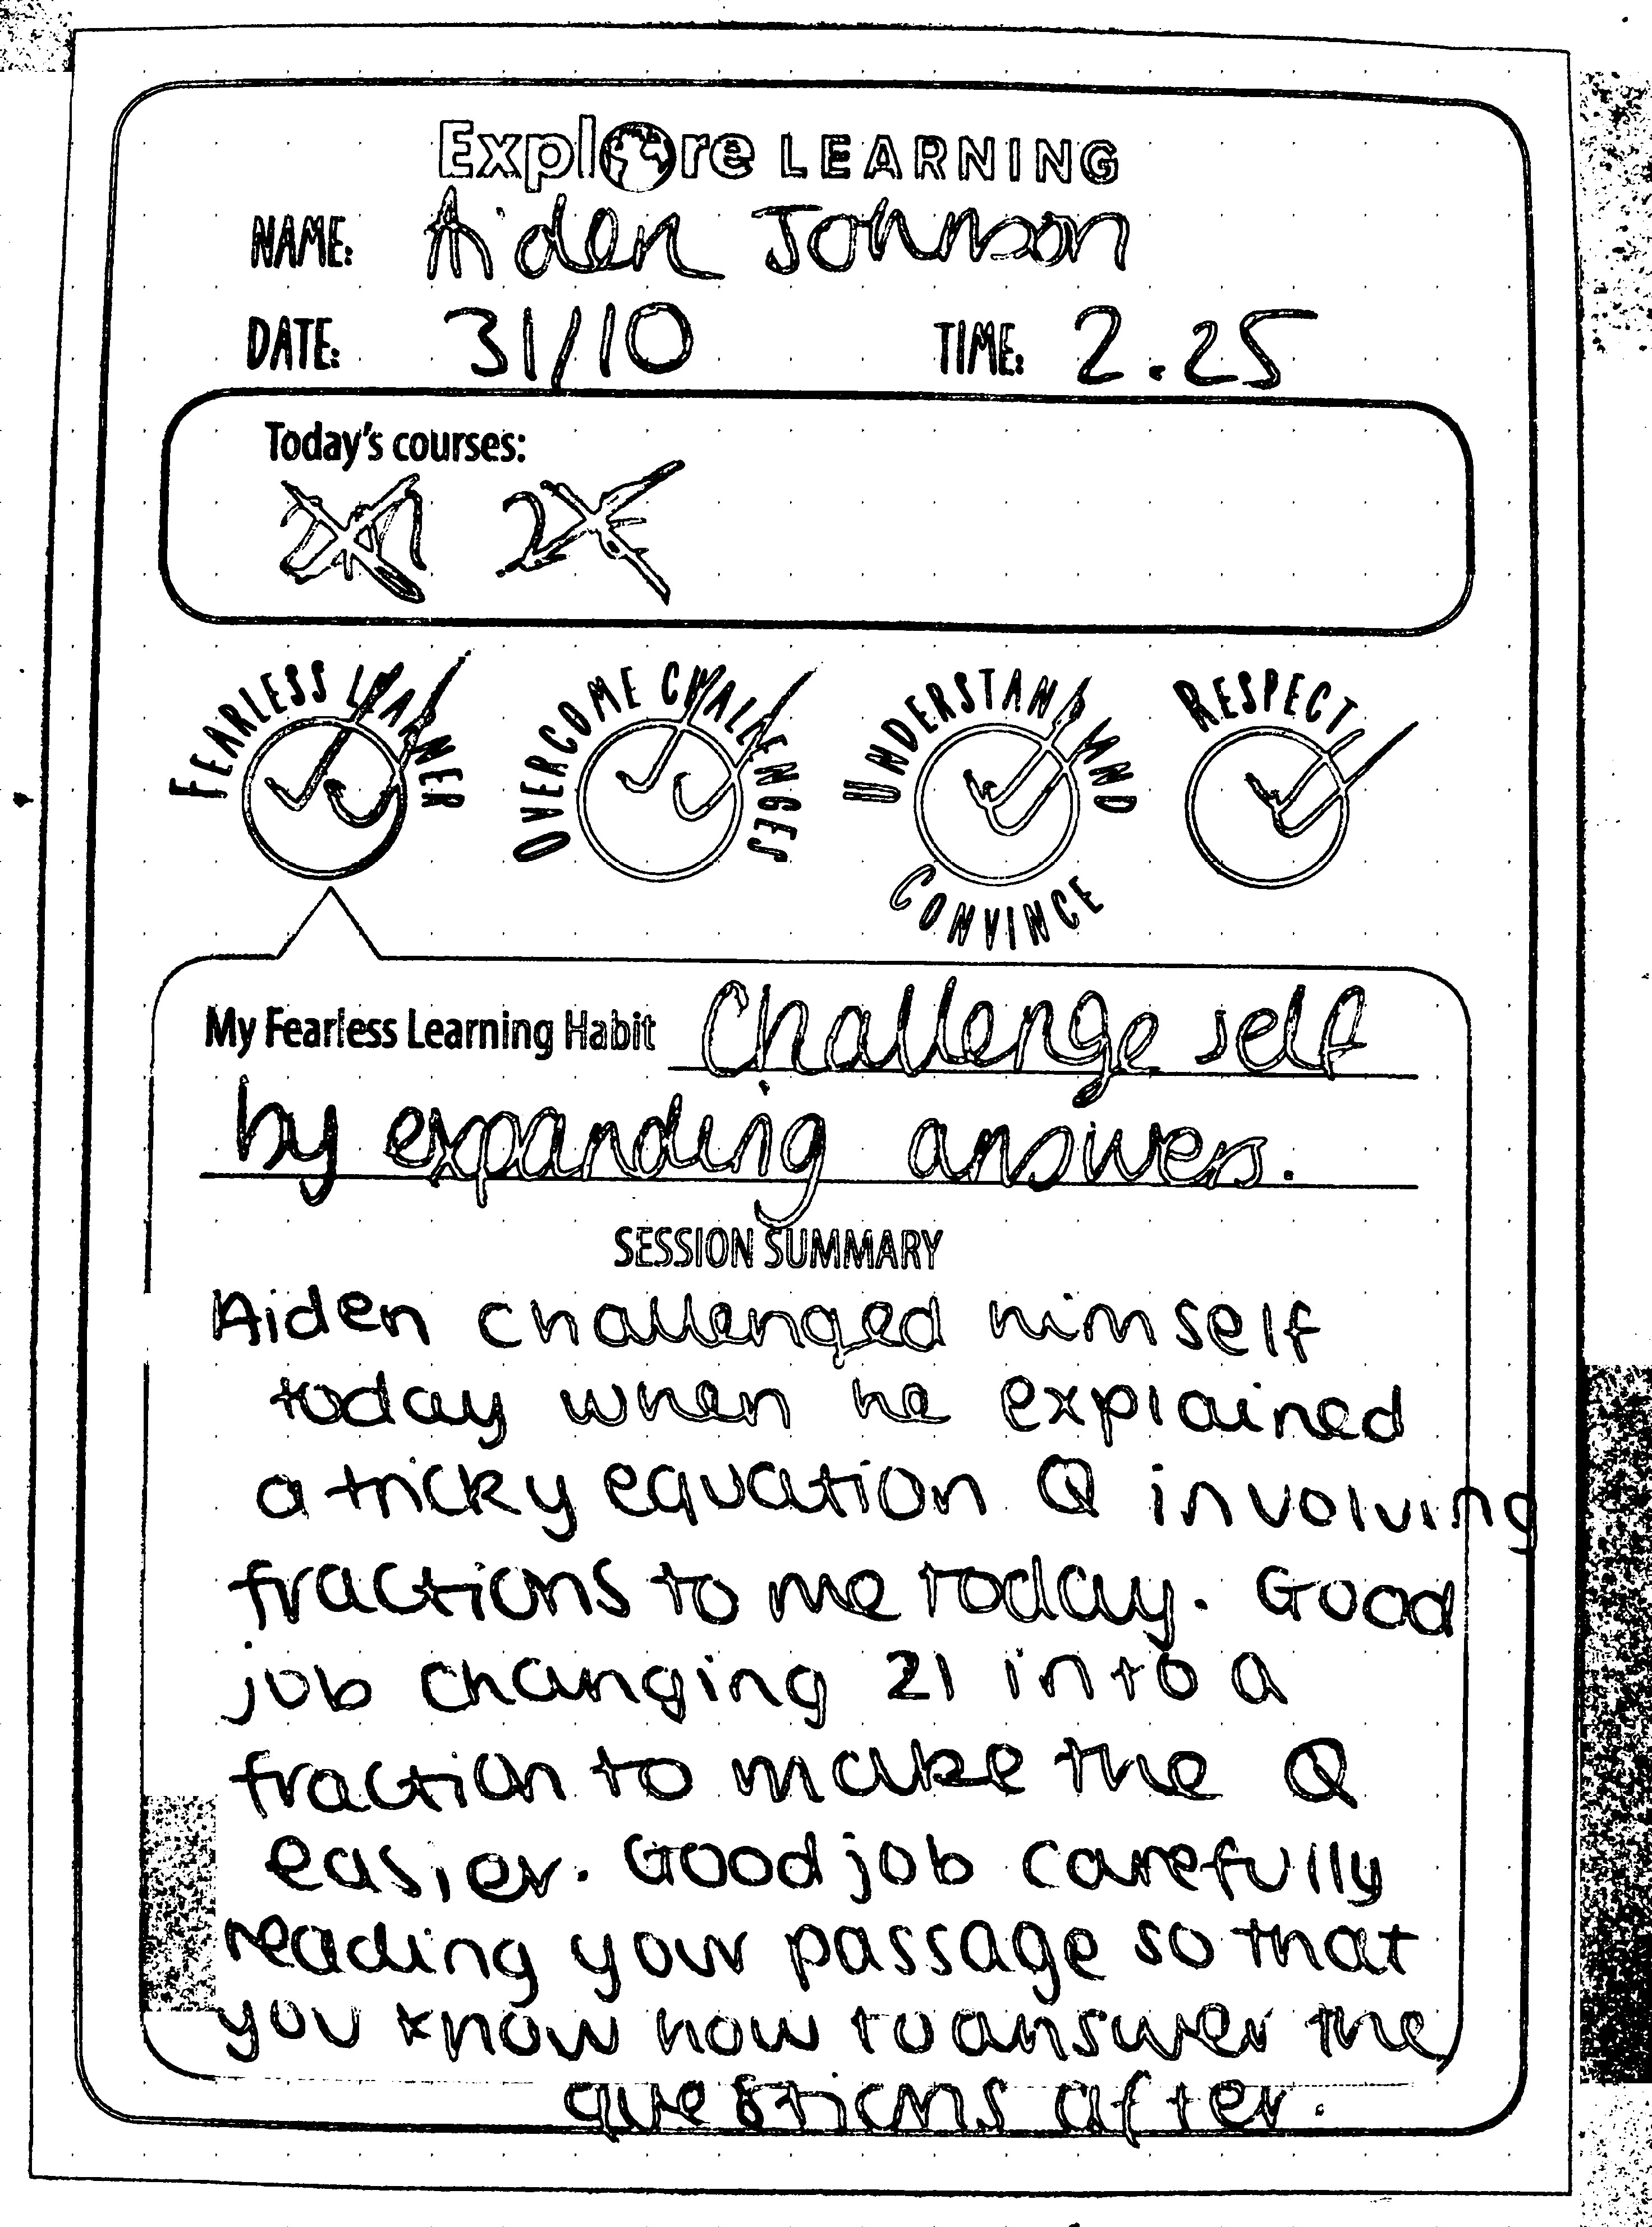 Explore LEARNING
NAME: Aiden Johnson
DATE: 31/10 TIME: 2.25
Today's courses:
FEARLESS LEARNER OVERCOME CHALLENGES UNDERSTAND AND CONVINCE RESPECT
My Fearless Learning Habit Challenge self
by expanding answers.
SESSION SUMMARY
Aiden challenged himself
today when he explained
a tricky equation Q involving
fractions to me today. Good
job changing 21 into a
fraction to make the Q
easier. Good job carefully
reading your passage so that
you know how to answer the
questions after.